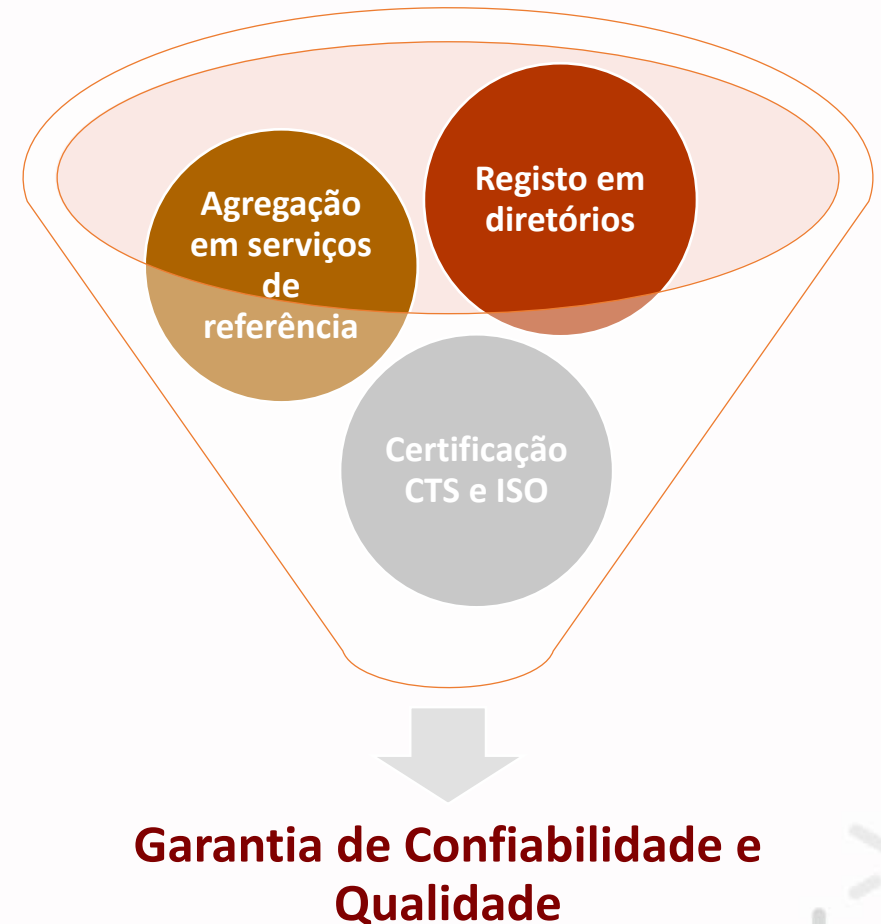 Agregação
em serviços
de
referência
Registo em
diretórios
Certificação
CTS e ISO
Garantia de Confiabilidade e
Qualidade